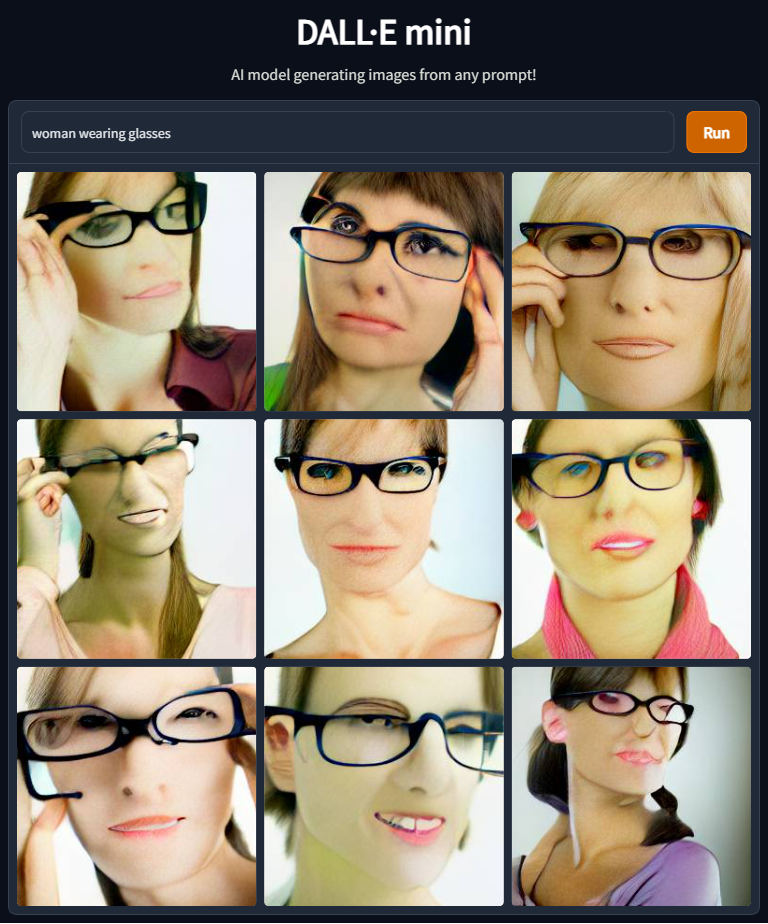 DALL·E mini
AI model generating images from any prompt!
woman wearing glasses
Run